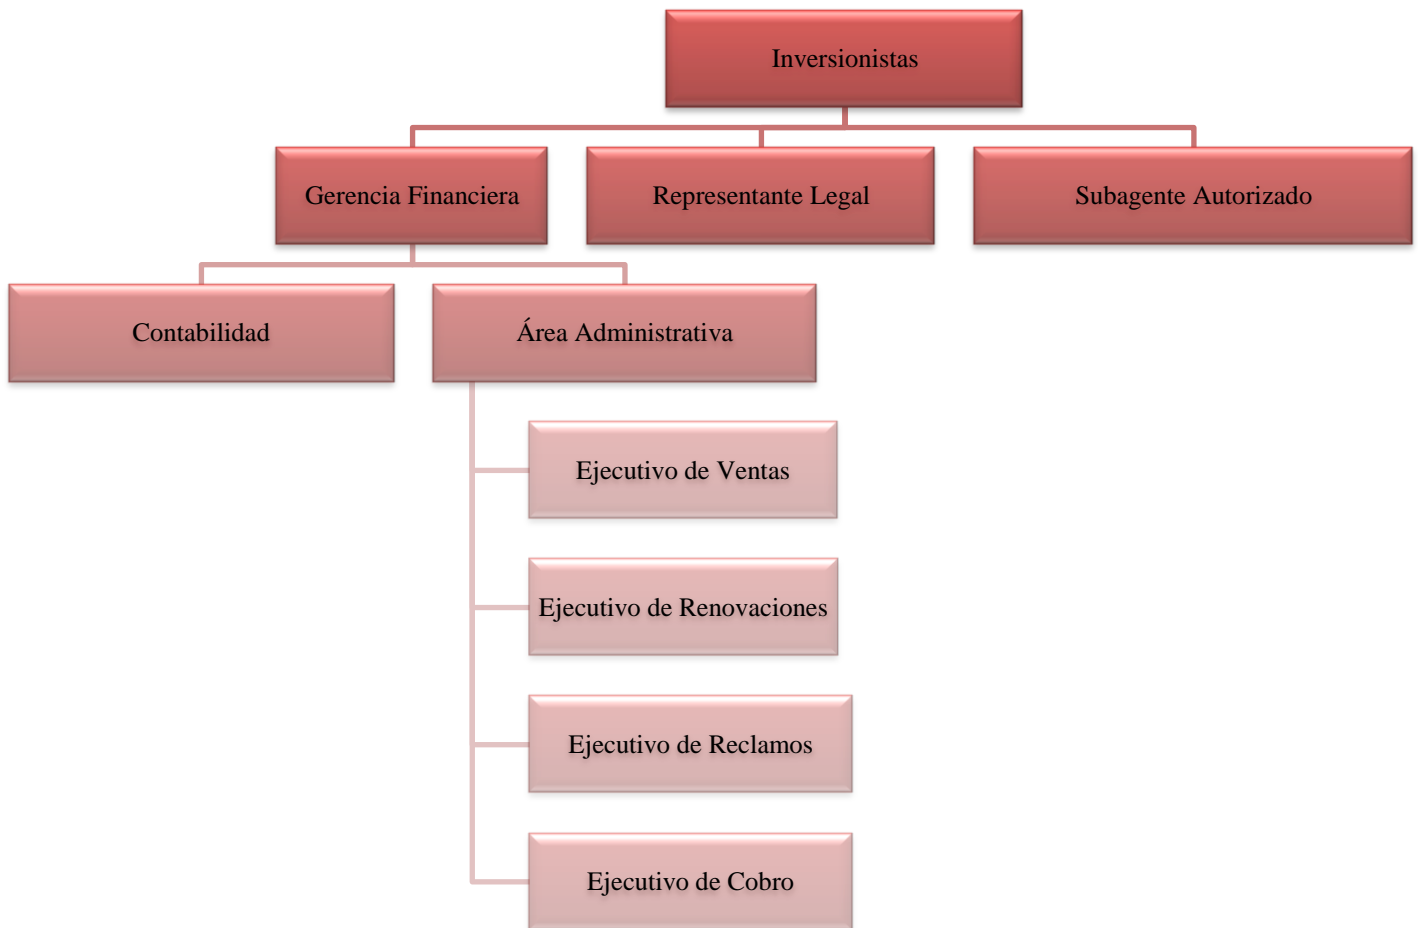 Inversionistas
Gerencia Financiera
Representante Legal
Subagente Autorizado
Contabilidad
Área Administrativa
Ejecutivo de Ventas
Ejecutivo de Renovaciones
Ejecutivo de Reclamos
Ejecutivo de Cobro